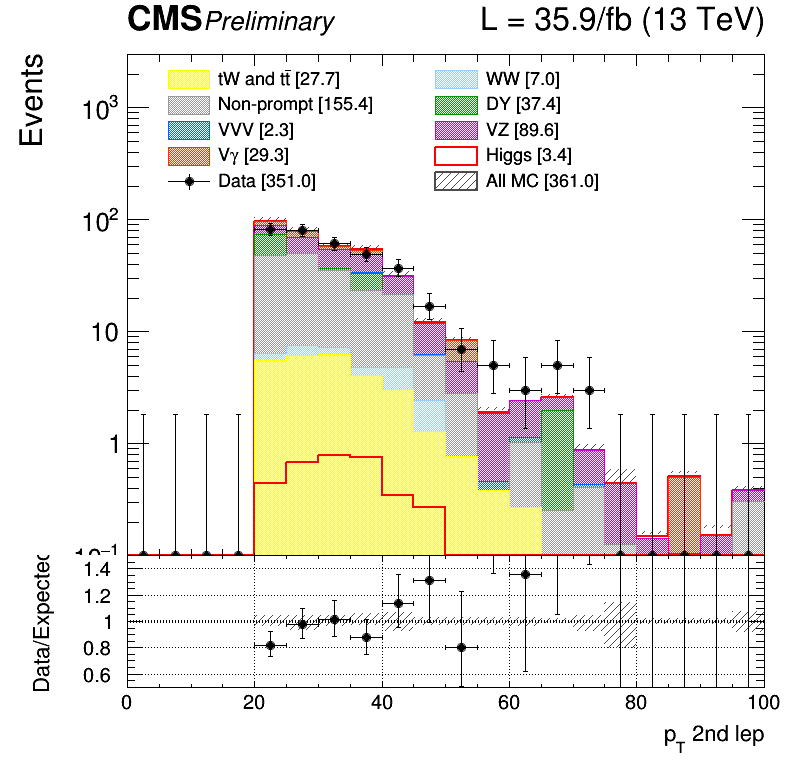 CMS Preliminary L = 35.9/fb (13 TeV)
Events
tW and tt̄ [27.7] WW [7.0]
Non-prompt [155.4] DY [37.4]
VVV [2.3] VZ [89.6]
Vγ [29.3] Higgs [3.4]
Data [351.0] All MC [361.0]
10³
10²
10
1
10⁻¹
Data/Expected
1.4
1.2
1
0.8
0.6
0 20 40 60 80 100
p_T 2nd lep